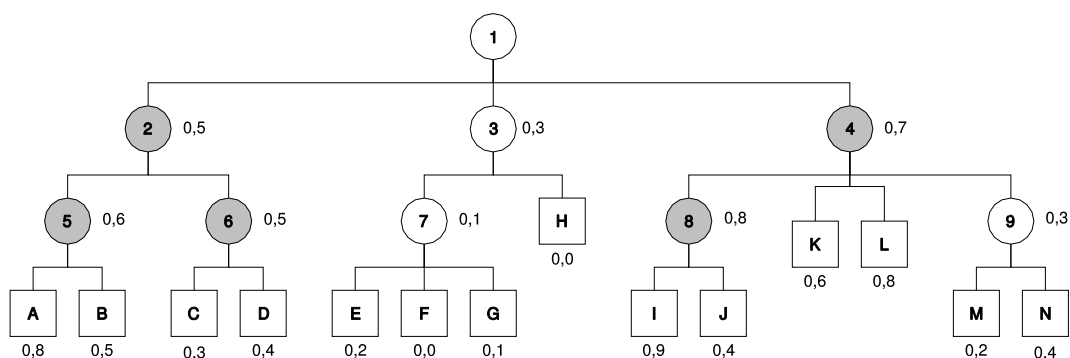 1
2 0,5 3 0,3 4 0,7
5 0,6 6 0,5 7 0,1 H 8 0,8 K L 9 0,3
0,0 0,6 0,8
A B C D E F G I J M N
0,8 0,5 0,3 0,4 0,2 0,0 0,1 0,9 0,4 0,2 0,4